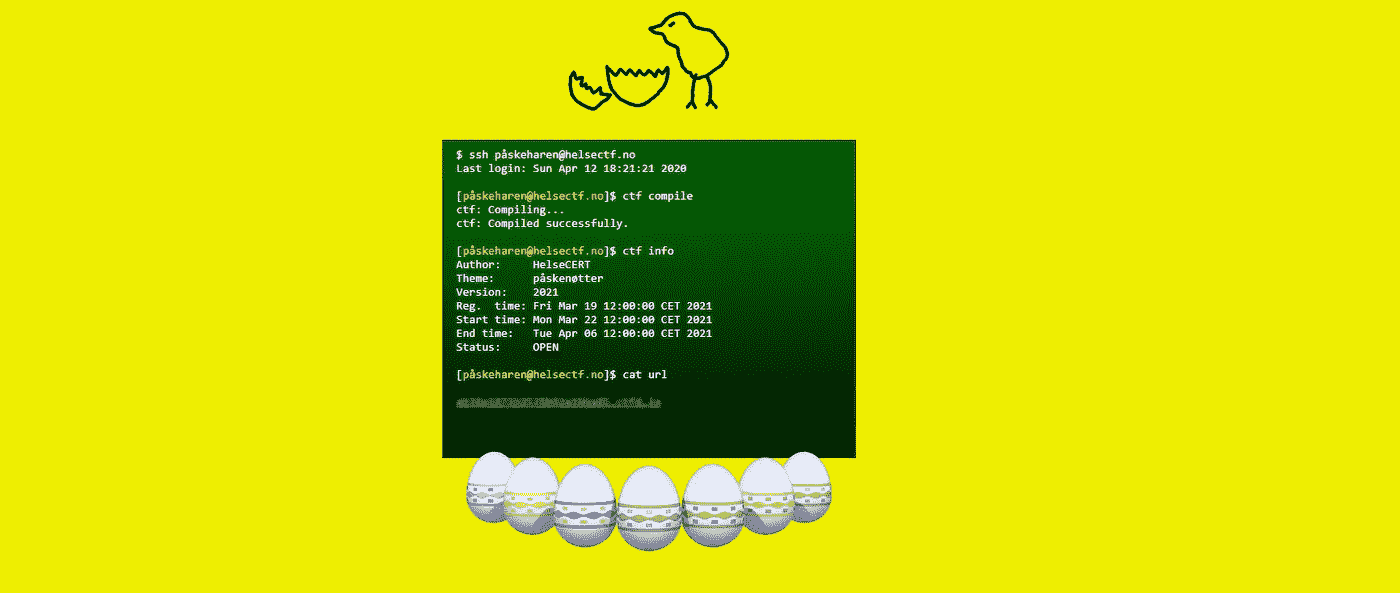 $ ssh påskeharen@helsectf.no
Last login: Sun Apr 12 18:21:21 2020
[påskeharen@helsectf.no]$ ctf compile
ctf: Compiling...
ctf: Compiled successfully.
[påskeharen@helsectf.no]$ ctf info
Author: HelseCERT
Theme: påskenøtter
Version: 2021
Reg. time: Fri Mar 19 12:00:00 CET 2021
Start time: Mon Mar 22 12:00:00 CET 2021
End time: Tue Apr 06 12:00:00 CET 2021
Status: OPEN
[påskeharen@helsectf.no]$ cat url